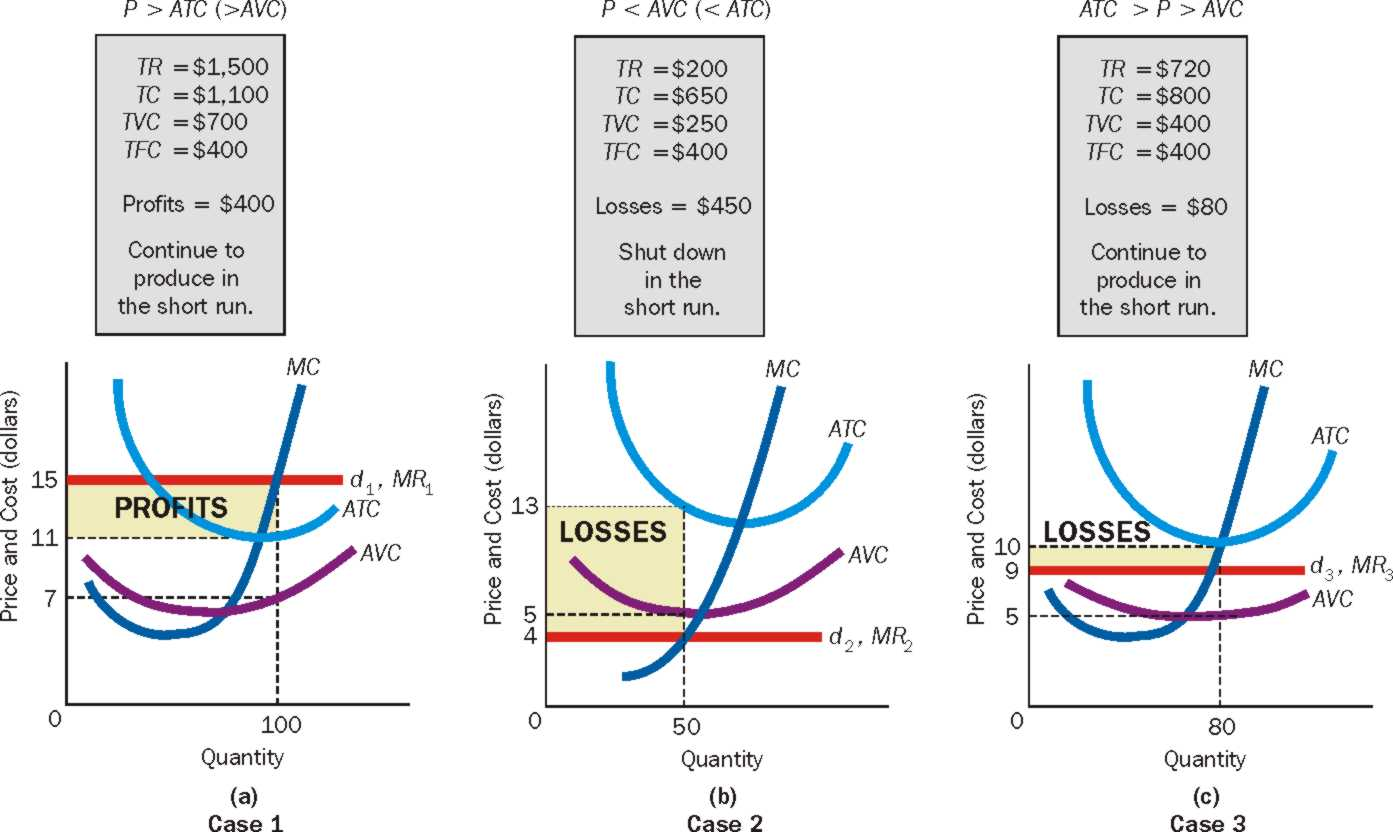 P > ATC (>AVC)
TR = $1,500
TC = $1,100
TVC = $700
TFC = $400
Profits = $400
Continue to
produce in
the short run.
MC
Price and Cost (dollars)
15
d1, MR1
PROFITS
ATC
11
AVC
7
0
100
Quantity
(a)
Case 1
P < AVC (< ATC)
TR = $200
TC = $650
TVC = $250
TFC = $400
Losses = $450
Shut down
in the
short run.
MC
Price and Cost (dollars)
ATC
13
LOSSES
AVC
5
4
d2, MR2
0
50
Quantity
(b)
Case 2
ATC > P > AVC
TR = $720
TC = $800
TVC = $400
TFC = $400
Losses = $80
Continue to
produce in
the short run.
MC
Price and Cost (dollars)
ATC
LOSSES
10
9
d3, MR3
AVC
5
0
80
Quantity
(c)
Case 3